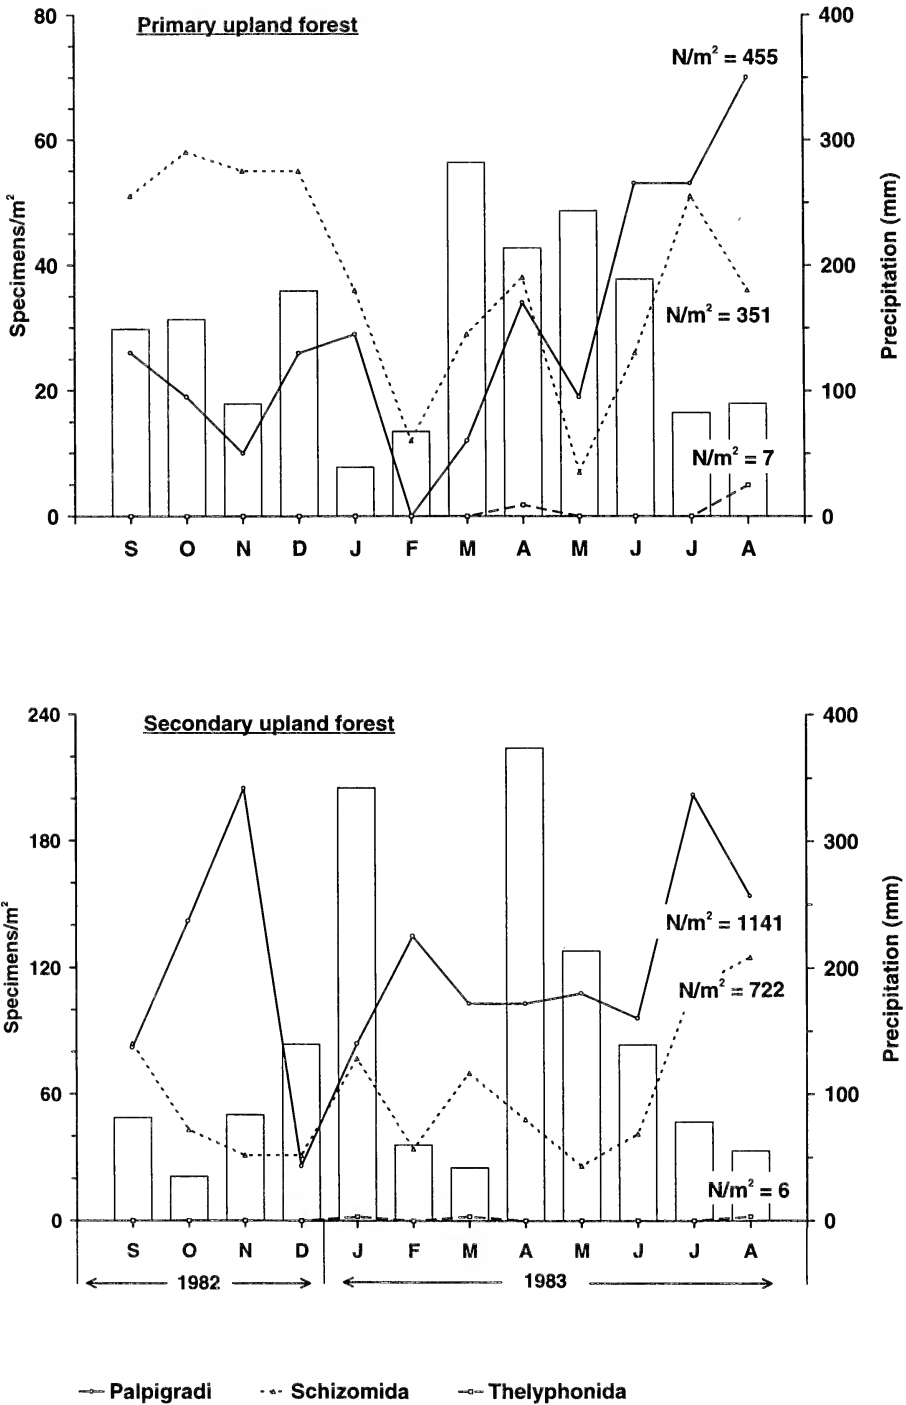 Primary upland forest
80
60
40
20
0
Specimens/m²
400
300
200
100
0
Precipitation (mm)
N/m² = 455
N/m² = 351
N/m² = 7
S O N D J F M A M J J A
Secondary upland forest
240
180
120
60
0
Specimens/m²
400
300
200
100
0
Precipitation (mm)
N/m² = 1141
N/m² = 722
N/m² = 6
S O N D J F M A M J J A
1982 1983
Palpigradi Schizomida Thelyphonida